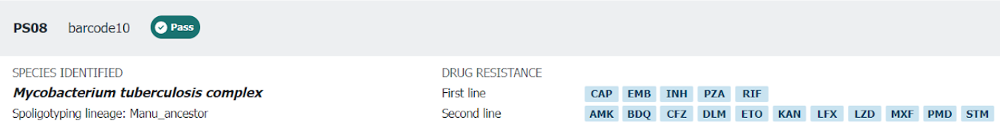 PS08 barcode10 Pass
SPECIES IDENTIFIED DRUG RESISTANCE
Mycobacterium tuberculosis complex First line CAP EMB INH PZA RIF
Spoligotyping lineage: Manu_ancestor Second line AMK BDQ CFZ DLM ETO KAN LFX LZD MXF PMD STM